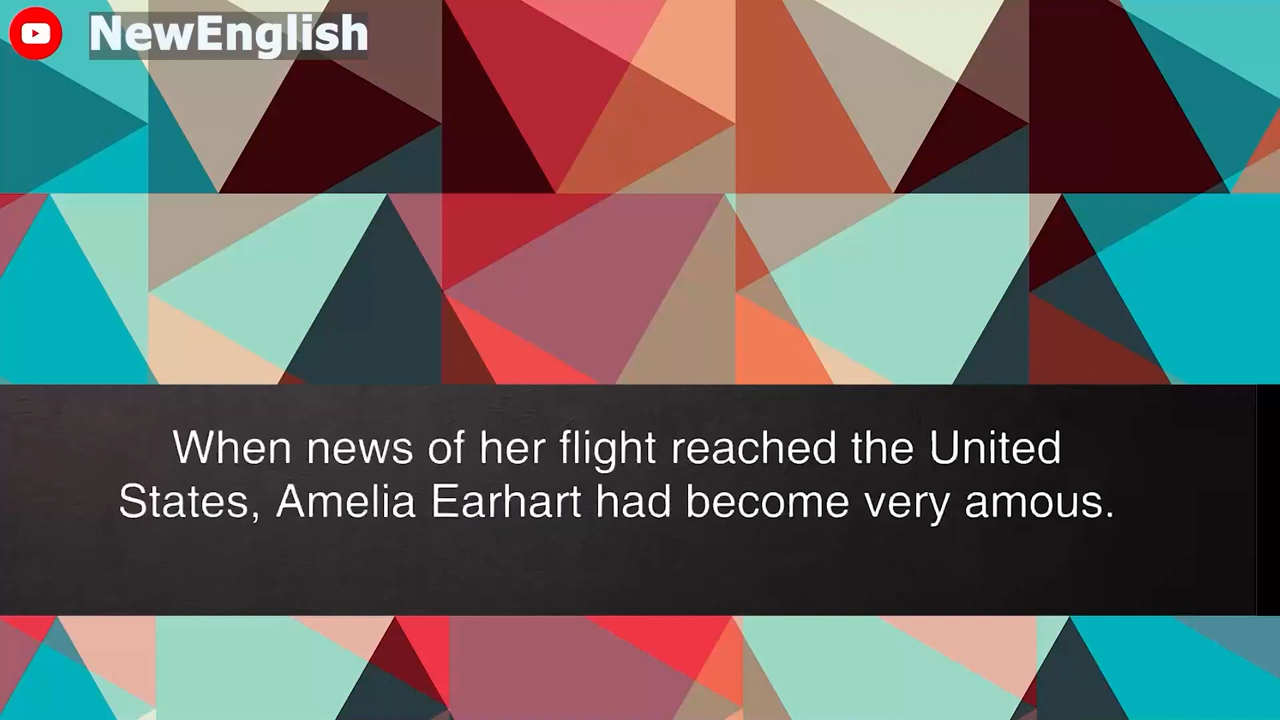 NewEnglish
When news of her flight reached the United
States, Amelia Earhart had become very amous.